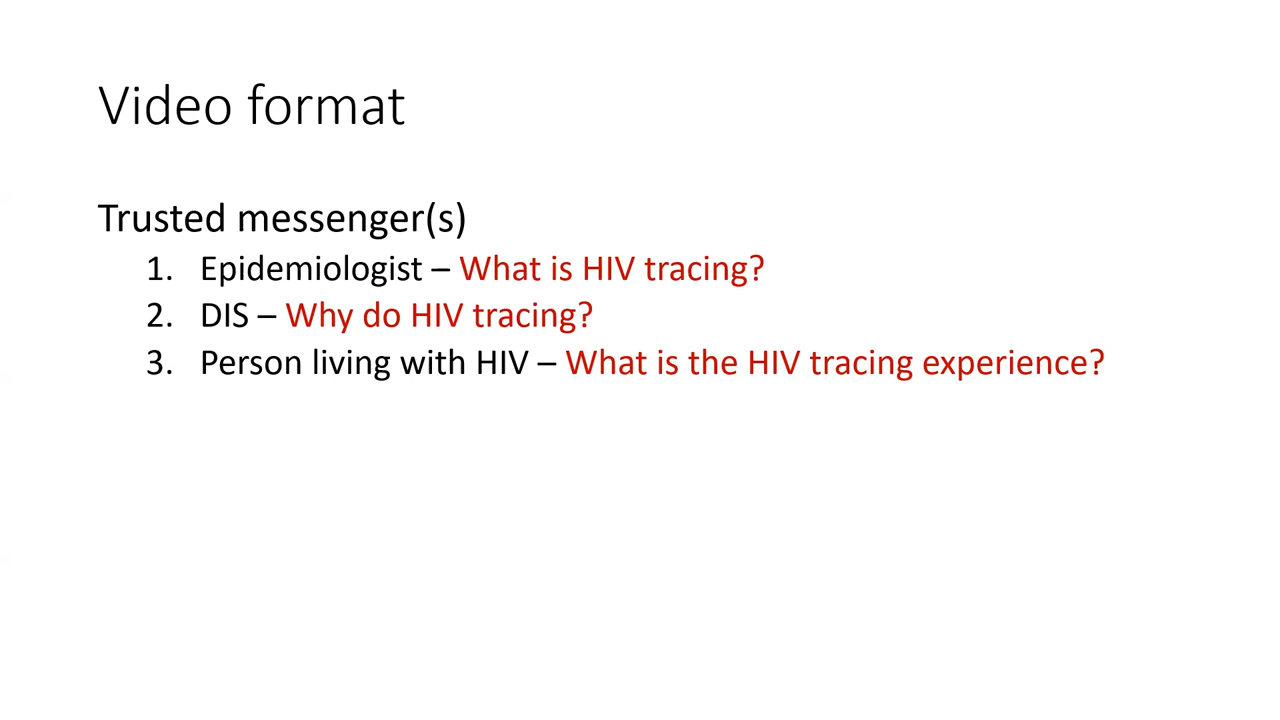 Video format
Trusted messenger(s)
1. Epidemiologist – What is HIV tracing?
2. DIS – Why do HIV tracing?
3. Person living with HIV – What is the HIV tracing experience?